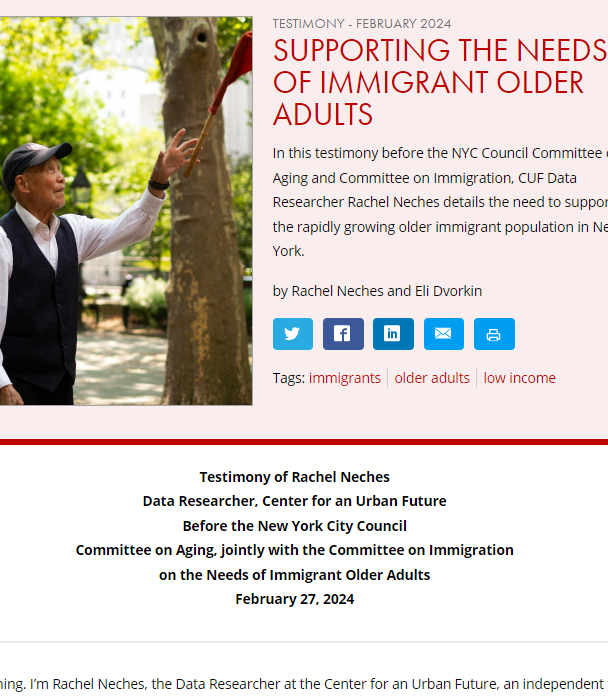 TESTIMONY - FEBRUARY 2024
SUPPORTING THE NEEDS
OF IMMIGRANT OLDER
ADULTS
In this testimony before the NYC Council Committee
Aging and Committee on Immigration, CUF Data
Researcher Rachel Neches details the need to suppor
the rapidly growing older immigrant population in Ne
York.
by Rachel Neches and Eli Dvorkin
Tags: immigrants older adults low income
Testimony of Rachel Neches
Data Researcher, Center for an Urban Future
Before the New York City Council
Committee on Aging, jointly with the Committee on Immigration
on the Needs of Immigrant Older Adults
February 27, 2024
ning. I’m Rachel Neches, the Data Researcher at the Center for an Urban Future, an independent